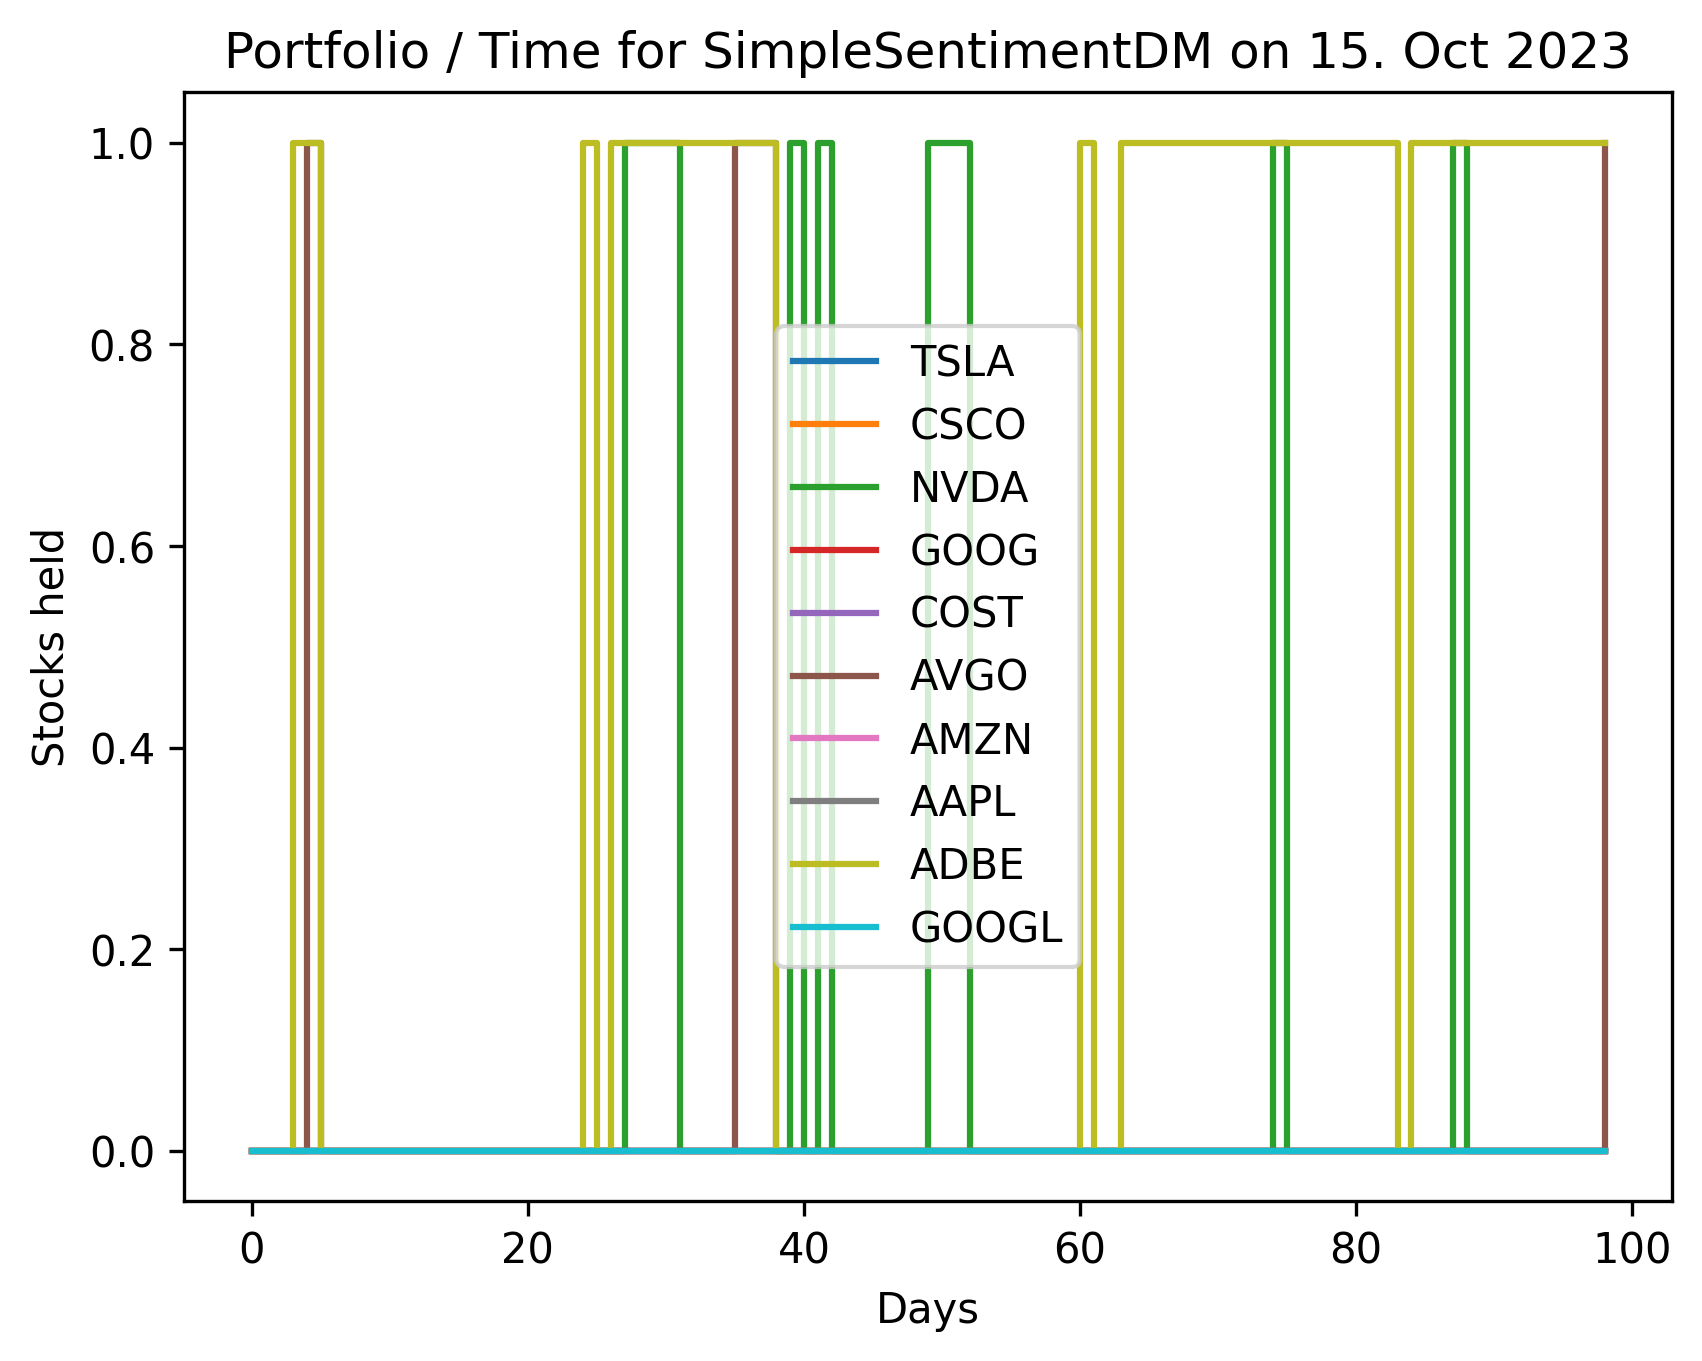 Portfolio / Time for SimpleSentimentDM on 15. Oct 2023
1.0
0.8
0.6
0.4
0.2
0.0
Stocks held
TSLA
CSCO
NVDA
GOOG
COST
AVGO
AMZN
AAPL
ADBE
GOOGL
0 20 40 60 80 100
Days